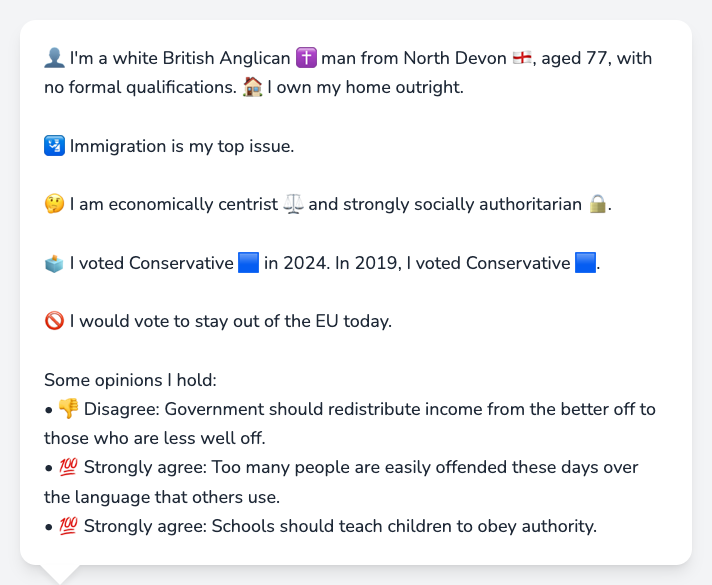 👤 I'm a white British Anglican ✝️ man from North Devon 🏴󠁧󠁢󠁥󠁮󠁧󠁿, aged 77, with
no formal qualifications. 🏠 I own my home outright.
🛂 Immigration is my top issue.
🤔 I am economically centrist ⚖️ and strongly socially authoritarian 🔒.
🗳️ I voted Conservative 🟦 in 2024. In 2019, I voted Conservative 🟦.
🚫 I would vote to stay out of the EU today.
Some opinions I hold:
• 👎 Disagree: Government should redistribute income from the better off to
those who are less well off.
• 💯 Strongly agree: Too many people are easily offended these days over
the language that others use.
• 💯 Strongly agree: Schools should teach children to obey authority.